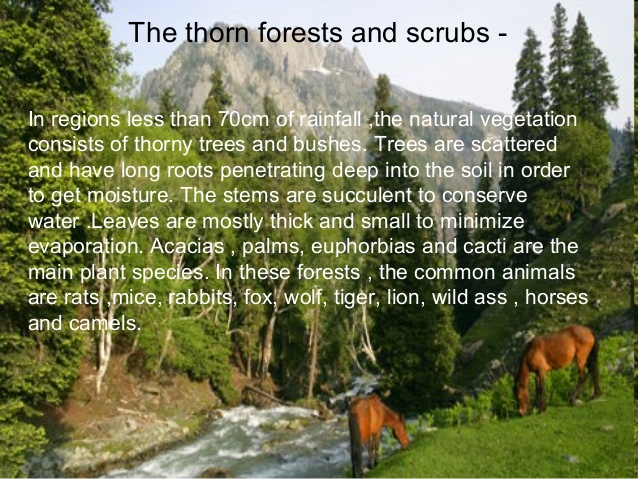 The thorn forests and scrubs -
In regions less than 70cm of rainfall ,the natural vegetation
consists of thorny trees and bushes. Trees are scattered
and have long roots penetrating deep into the soil in order
to get moisture. The stems are succulent to conserve
water .Leaves are mostly thick and small to minimize
evaporation. Acacias , palms, euphorbias and cacti are the
main plant species. In these forests , the common animals
are rats ,mice, rabbits, fox, wolf, tiger, lion, wild ass , horses
and camels.